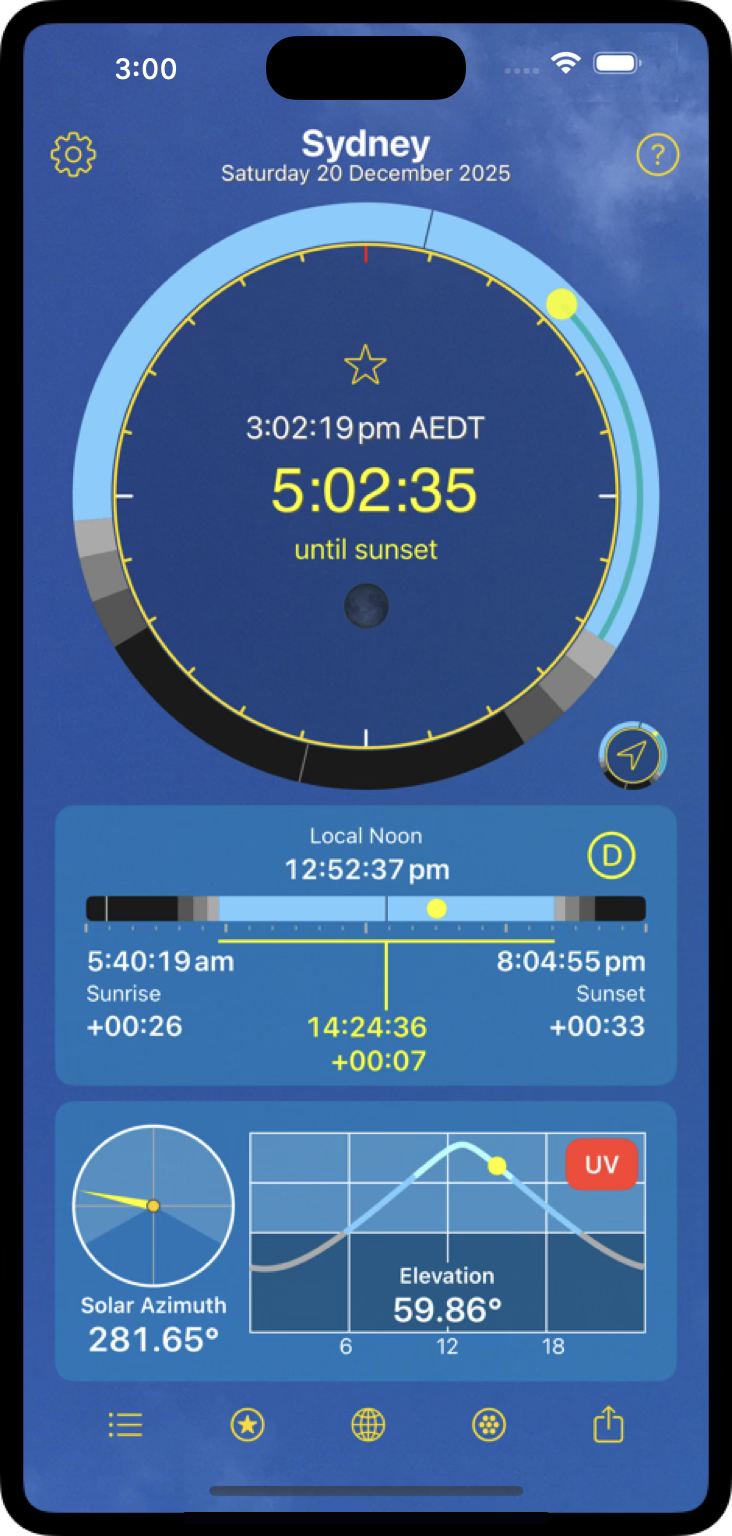 3:00
Sydney
?
Saturday 20 December 2025
3:02:19 pm AEDT
5:02:35
until sunset
Local Noon
12:52:37 pm
D
5:40:19 am
8:04:55 pm
Sunrise
Sunset
+00:26
14:24:36
+00:33
+00:07
UV
Elevation
59.86°
Solar Azimuth
281.65°
6
12
18